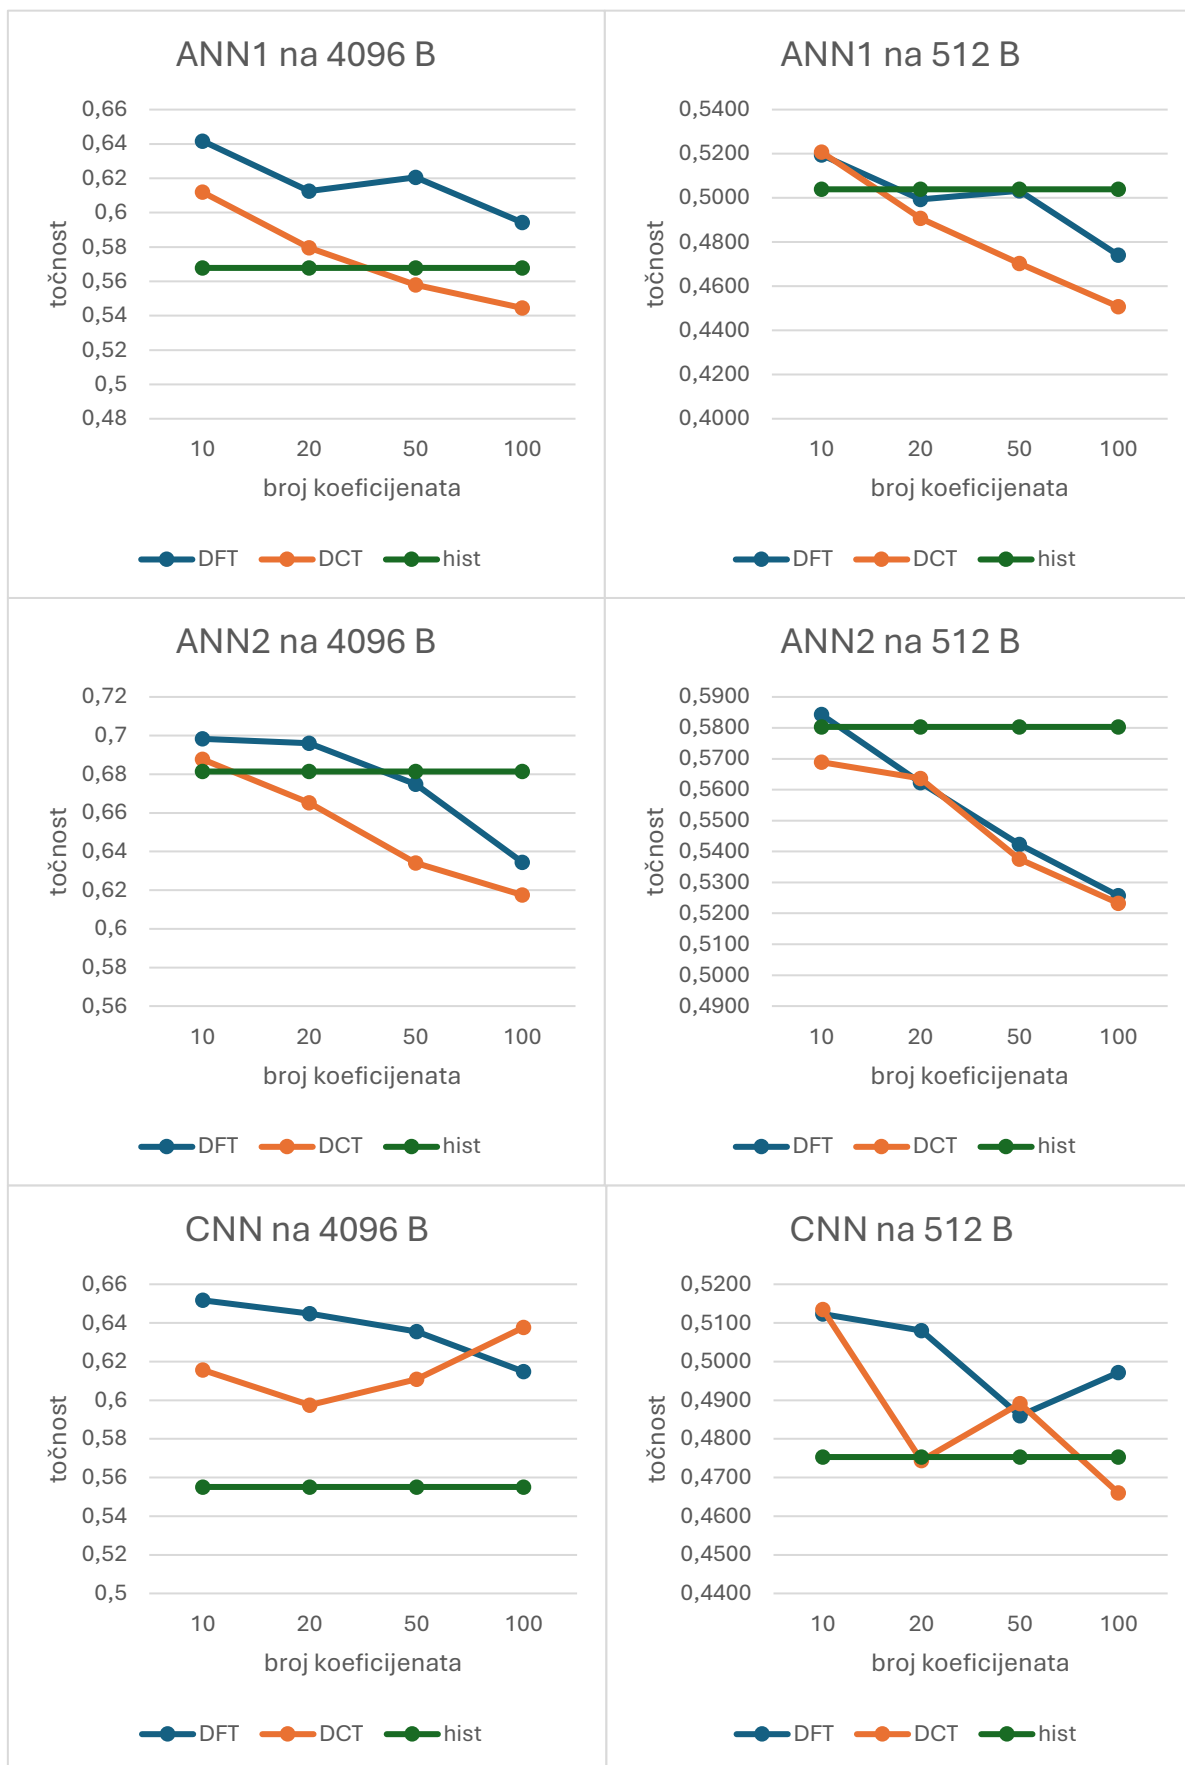 ANN1 na 4096 B
0,66
0,64
0,62
0,6
0,58
0,56
0,54
0,52
0,5
0,48
točnost
10 20 50 100
broj koeficijenata
DFT DCT hist
ANN1 na 512 B
0,5400
0,5200
0,5000
0,4800
0,4600
0,4400
0,4200
0,4000
točnost
10 20 50 100
broj koeficijenata
DFT DCT hist
ANN2 na 4096 B
0,72
0,7
0,68
0,66
0,64
0,62
0,6
0,58
0,56
točnost
10 20 50 100
broj koeficijenata
DFT DCT hist
ANN2 na 512 B
0,5900
0,5800
0,5700
0,5600
0,5500
0,5400
0,5300
0,5200
0,5100
0,5000
0,4900
točnost
10 20 50 100
broj koeficijenata
DFT DCT hist
CNN na 4096 B
0,66
0,64
0,62
0,6
0,58
0,56
0,54
0,52
0,5
točnost
10 20 50 100
broj koeficijenata
DFT DCT hist
CNN na 512 B
0,5200
0,5100
0,5000
0,4900
0,4800
0,4700
0,4600
0,4500
0,4400
točnost
10 20 50 100
broj koeficijenata
DFT DCT hist